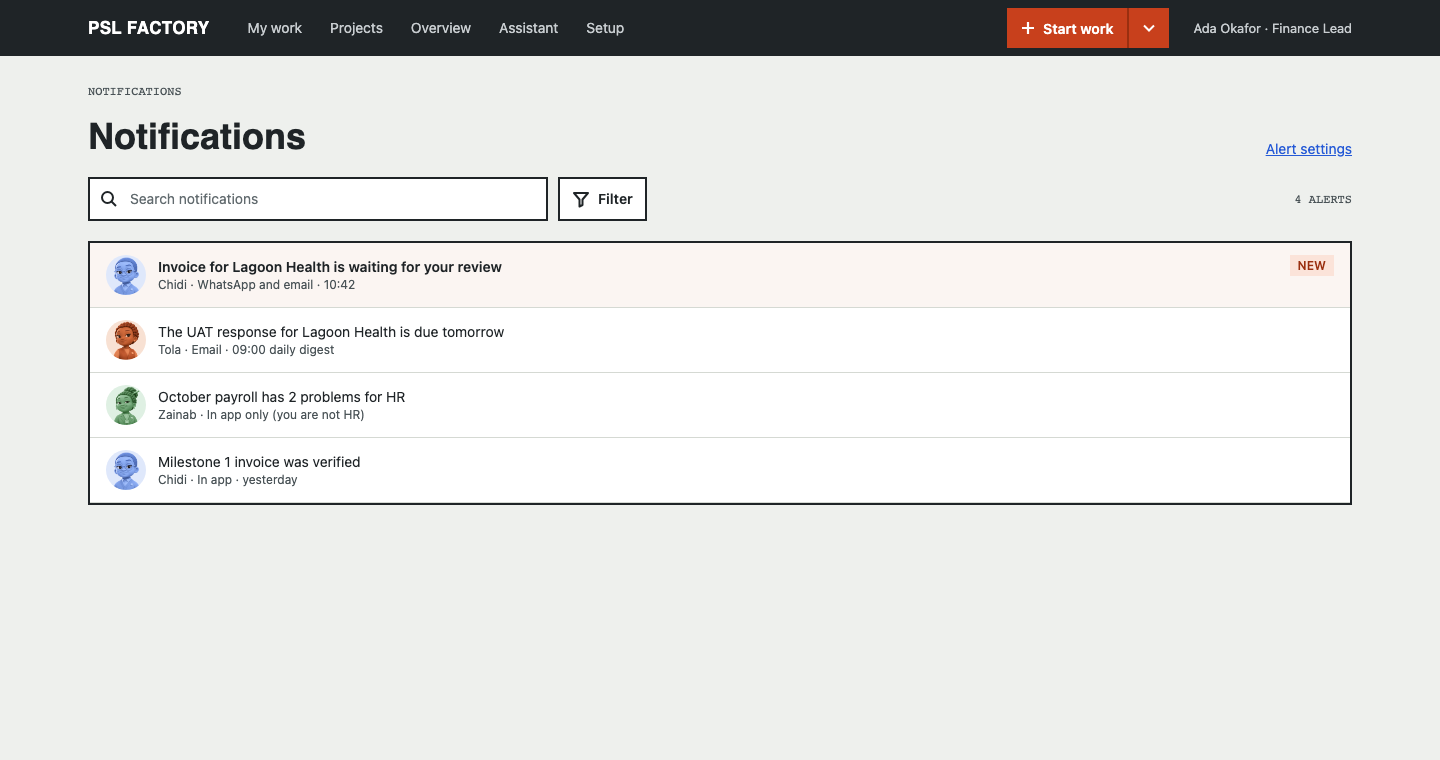 PSL FACTORY
My work
Projects
Overview
Assistant
Setup
Start work
Ada Okafor · Finance Lead
NOTIFICATIONS
Notifications
Alert settings
Search notifications
Filter
4 ALERTS
Invoice for Lagoon Health is waiting for your review
NEW
Chidi · WhatsApp and email · 10:42
The UAT response for Lagoon Health is due tomorrow
Tola · Email · 09:00 daily digest
October payroll has 2 problems for HR
Zainab · In app only (you are not HR)
Milestone 1 invoice was verified
Chidi · In app · yesterday